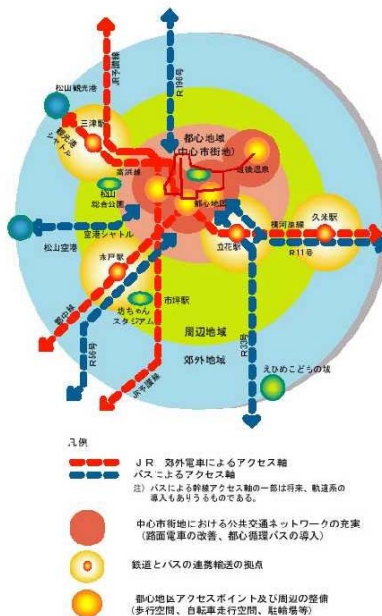 JR予讃線
R196号
松山観光港
三津駅
観光港
シャトル
都心地域
(中心市街地)
道後温泉
高浜線
松山
総合公園
都心地区
久米駅
横河原線
立花駅
R11号
空港シャトル
松山空港
余戸駅
市坪駅
坊ちゃん
スタジアム
周辺地域
郡中線
郊外地域
R56号
R33号
えひめこどもの城
JR予讃線
凡例
JR 郊外電車によるアクセス軸
バスによるアクセス軸
注)バスによる幹線アクセス軸の一部は将来、軌道系の
導入もありうるものである。
中心市街地における公共交通ネットワークの充実
(路面電車の改善、都心循環バスの導入)
鉄道とバスの連携輸送の拠点
都心地区アクセスポイント及び周辺の整備
(歩行空間、自転車走行空間、駐輪場等)